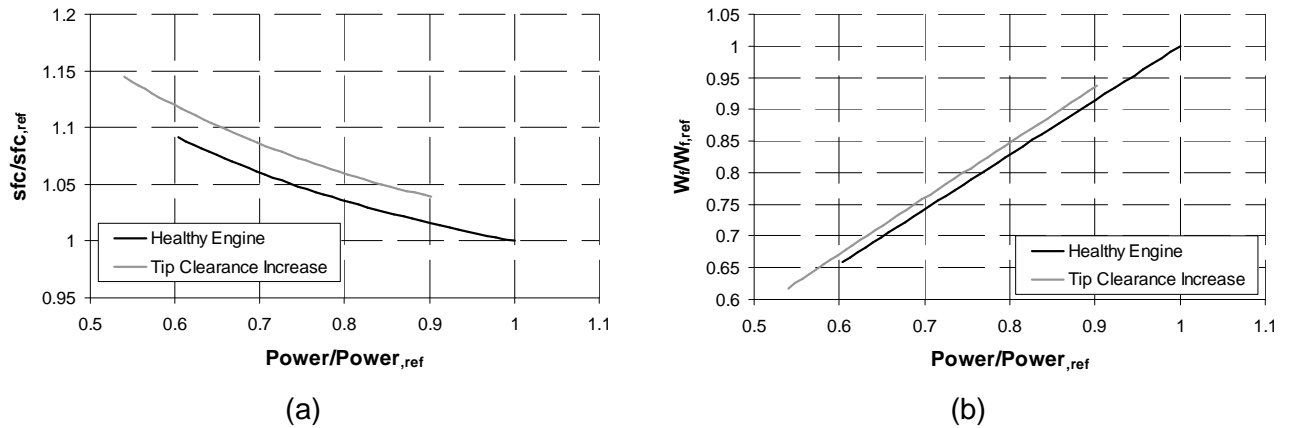 1.2
1.15
1.1
1.05
1
0.95
sfc/sfc,ref
0.5 0.6 0.7 0.8 0.9 1 1.1
Power/Power,ref
Healthy Engine
Tip Clearance Increase
(a)
1.05
1
0.95
0.9
0.85
0.8
0.75
0.7
0.65
0.6
Wf/Wf,ref
0.5 0.6 0.7 0.8 0.9 1 1.1
Power/Power,ref
Healthy Engine
Tip Clearance Increase
(b)